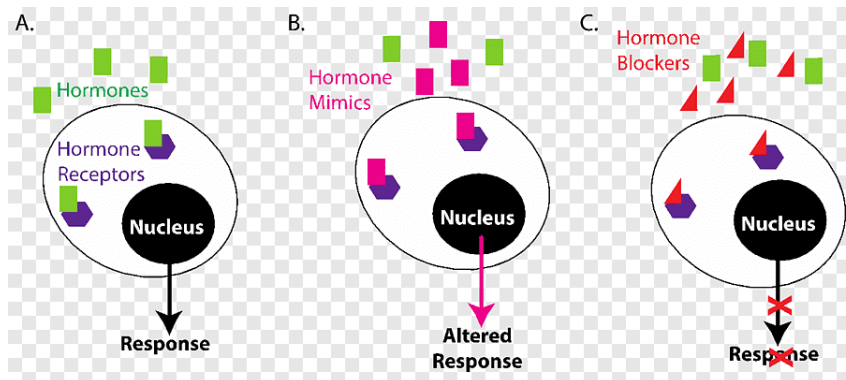 A.
Hormones
Hormone
Receptors
Nucleus
Response
B.
Hormone
Mimics
Nucleus
Altered
Response
C.
Hormone
Blockers
Nucleus
Response